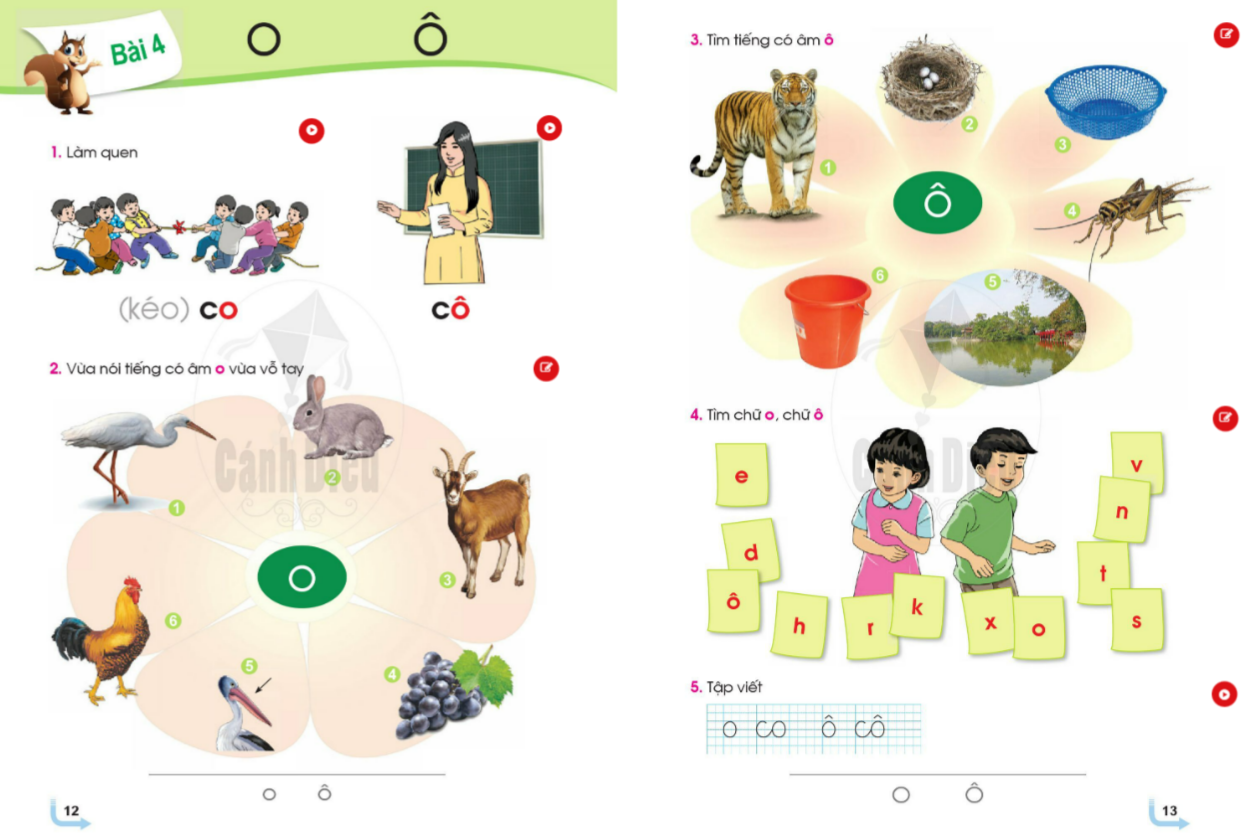 Bài 4
O Ô
1. Làm quen
(kéo) co
cô
2. Vừa nói tiếng có âm o vừa vỗ tay
Cánh Diều
1
2
3
4
5
6
O
o ô
12
3. Tìm tiếng có âm ô
1
2
3
4
5
6
Ô
4. Tìm chữ o, chữ ô
Cánh Di
e
d
ô
h
r
k
x
o
v
n
t
s
5. Tập viết
o co ô cô
O Ô
13